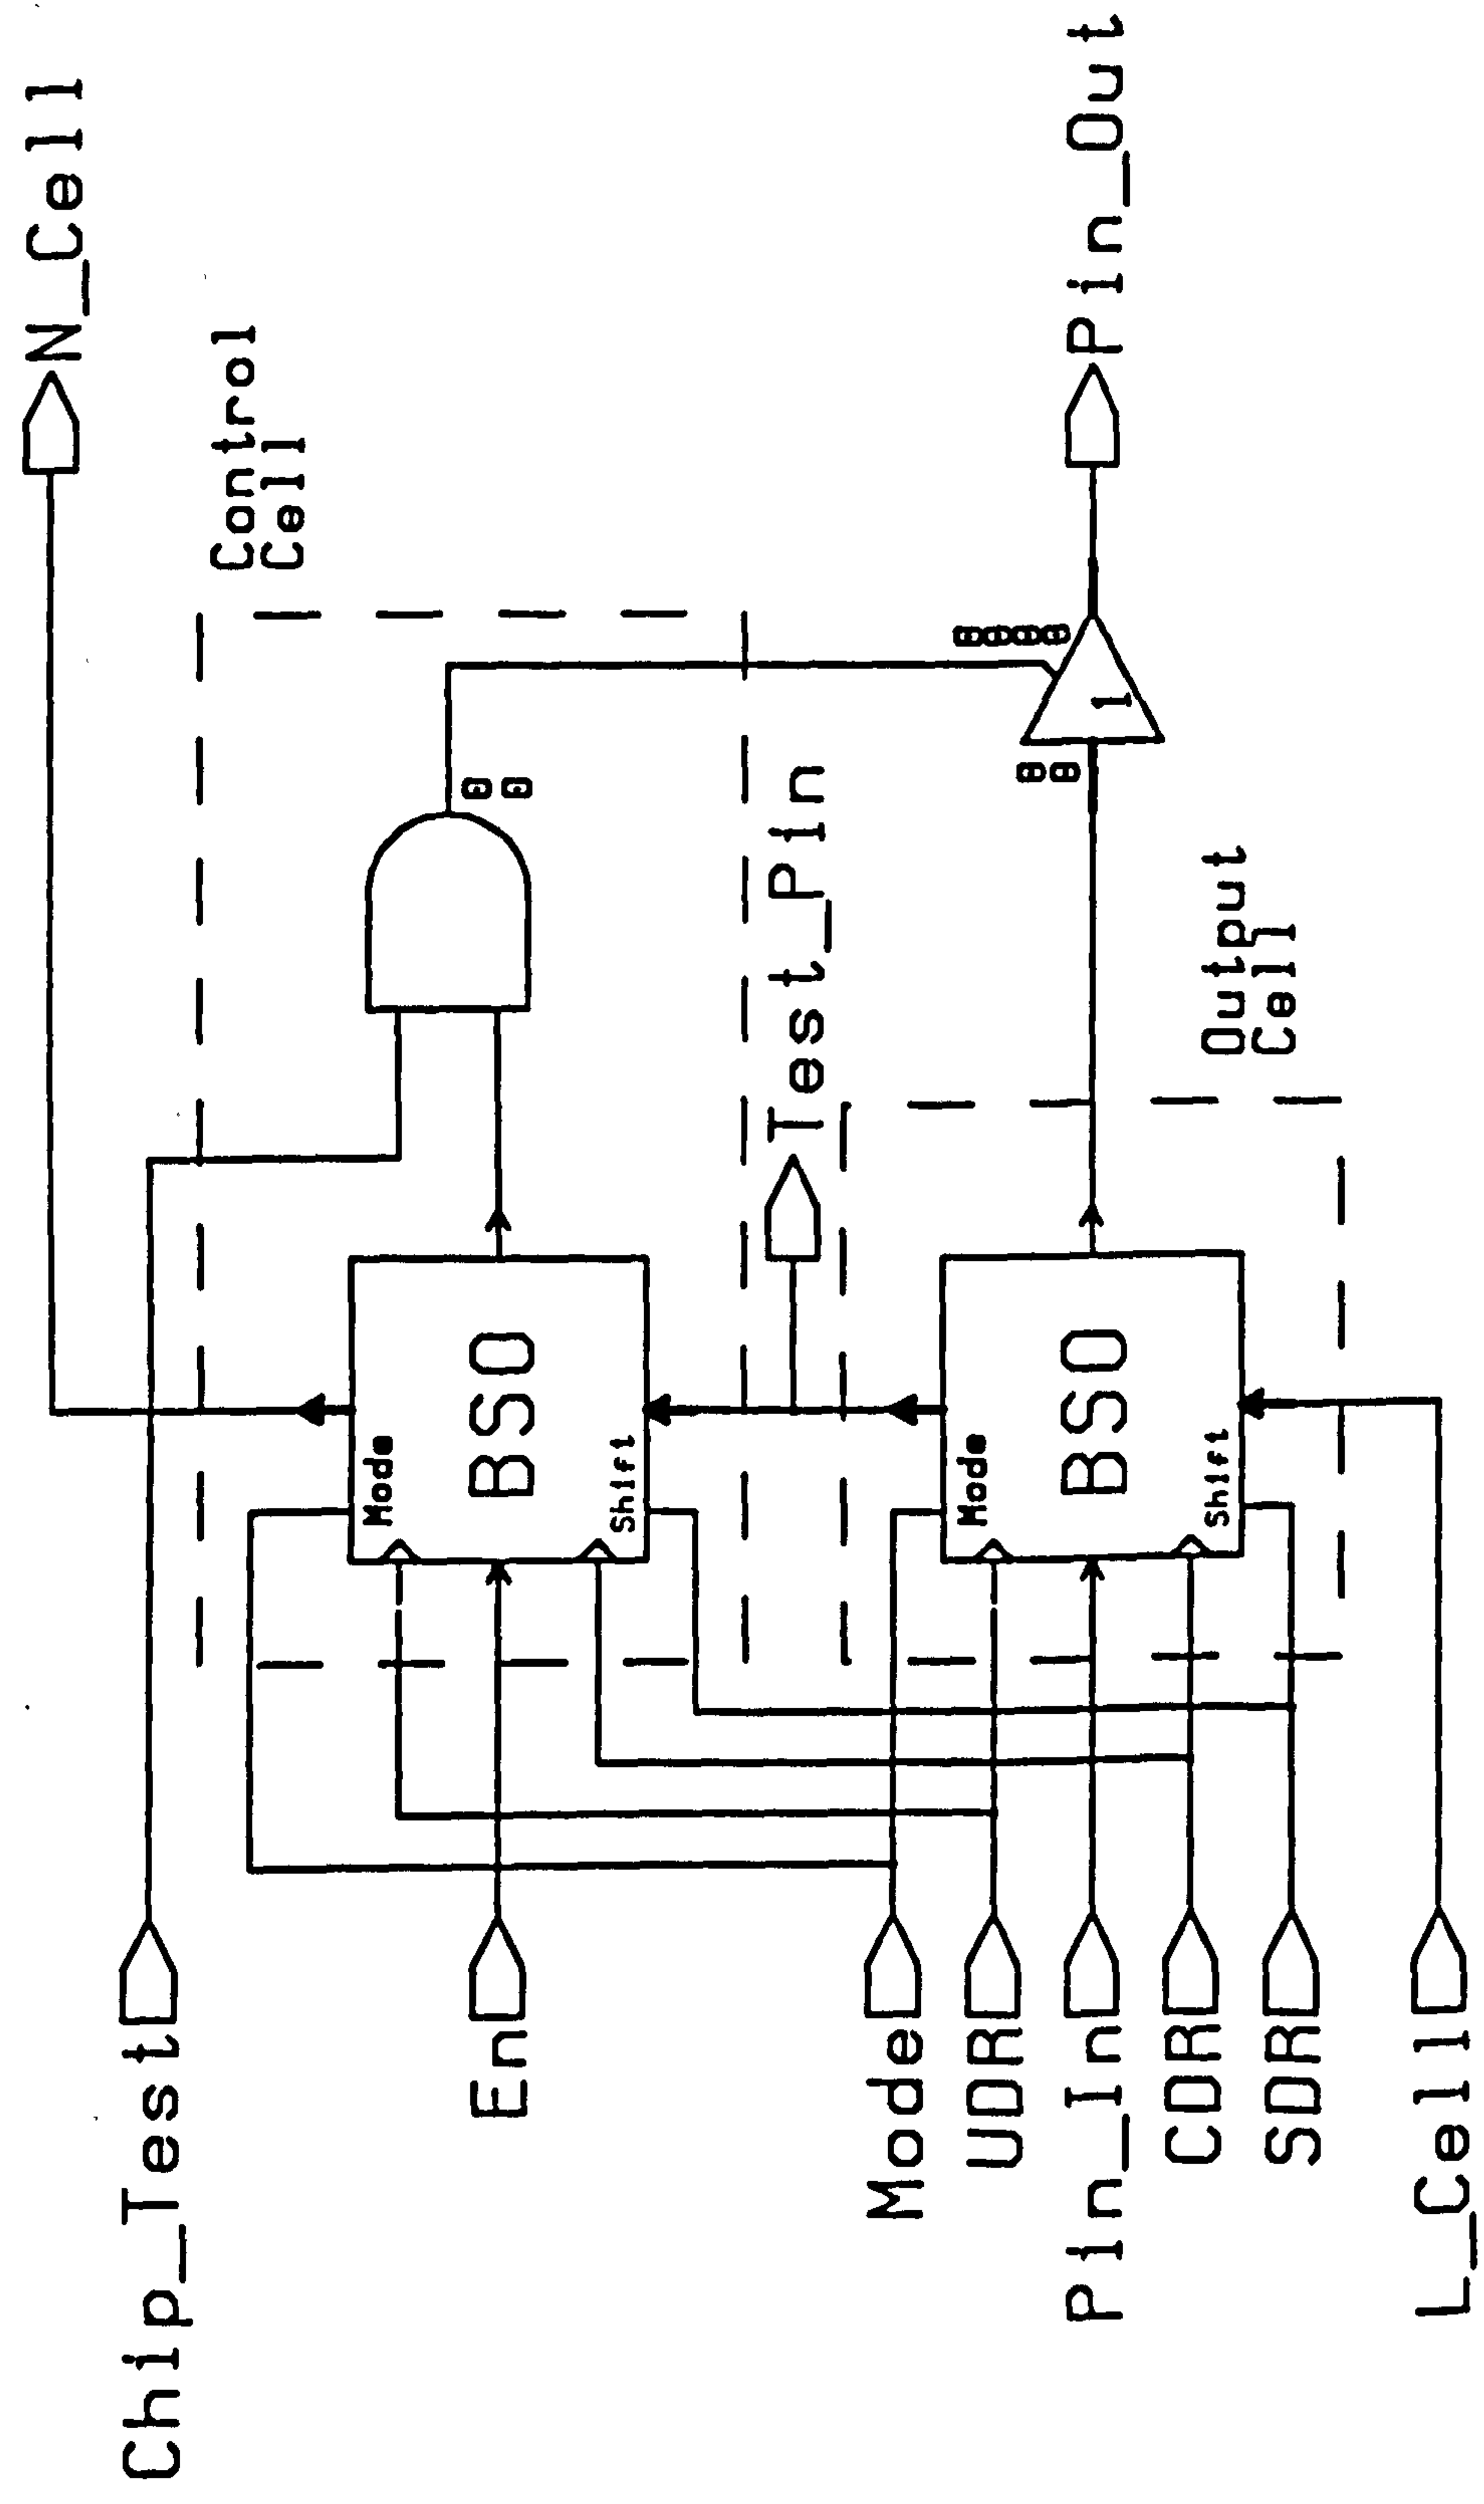 N_Cell
Chip_Test
Control
Cell
Mode
BSO
Shift
En
Test_Pin
Mode
UDR
Pin_In
CDR
SDR
Mode
BSO
Shift
1
Pin_Out
Output
Cell
L_Cell